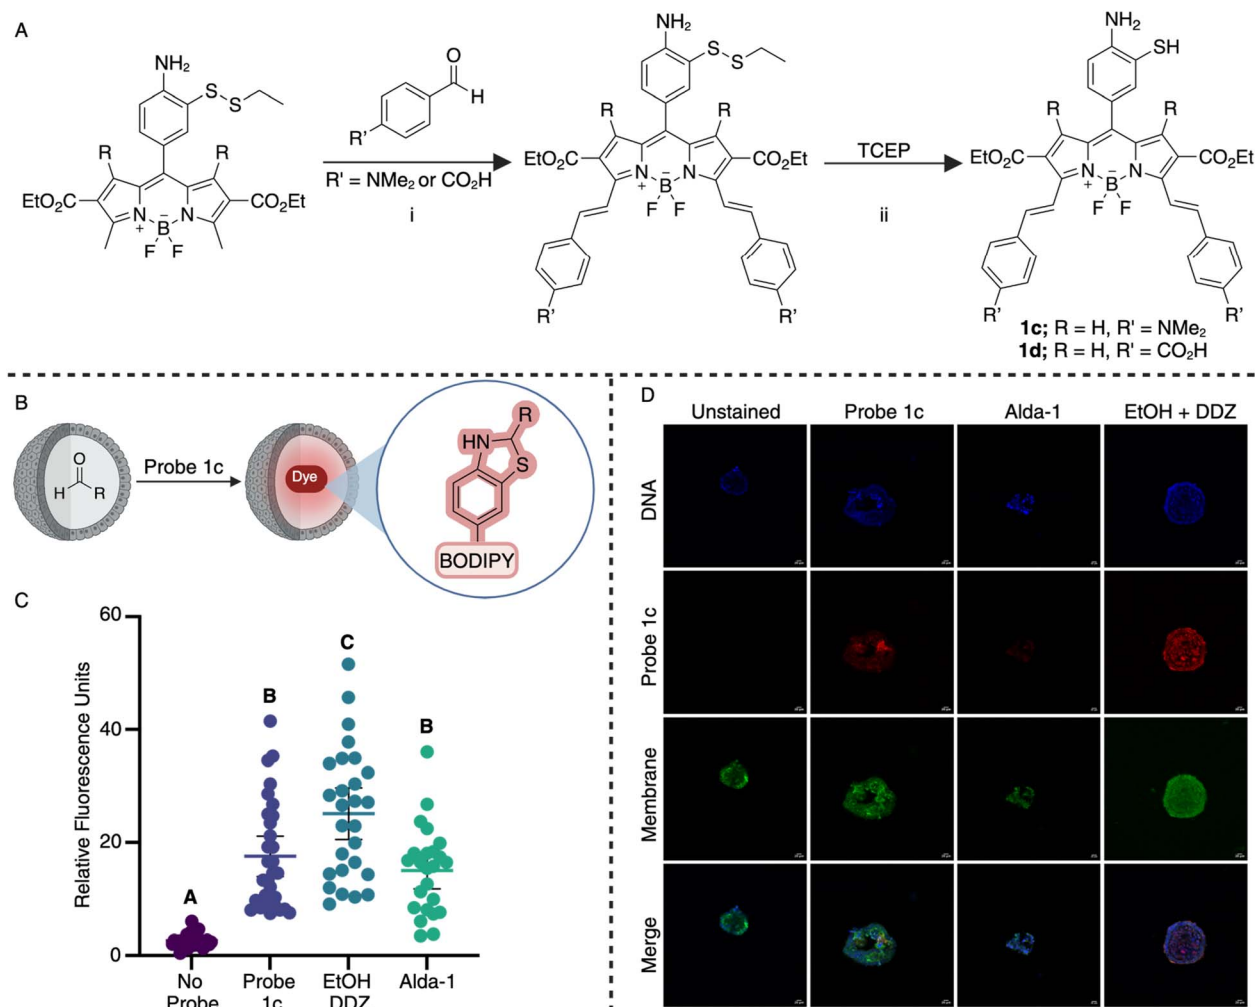 A
NH₂
S
S
R
R
EtO₂C
CO₂Et
N
N
+
B
−
F
F
O
H
R'
R' = NMe₂ or CO₂H
i
NH₂
S
S
R
R
EtO₂C
CO₂Et
N
N
+
B
−
F
F
R'
R'
TCEP
ii
NH₂
SH
R
R
EtO₂C
CO₂Et
N
N
+
B
−
F
F
R'
R'
1c; R = H, R' = NMe₂
1d; R = H, R' = CO₂H
B
O
H
R
Probe 1c
Dye
R
HN
S
BODIPY
C
Relative Fluorescence Units
60
40
20
0
A
B
C
B
No
Probe
Probe
1c
EtOH
DDZ
Alda-1
D
Unstained
Probe 1c
Alda-1
EtOH + DDZ
DNA
Probe 1c
Membrane
Merge